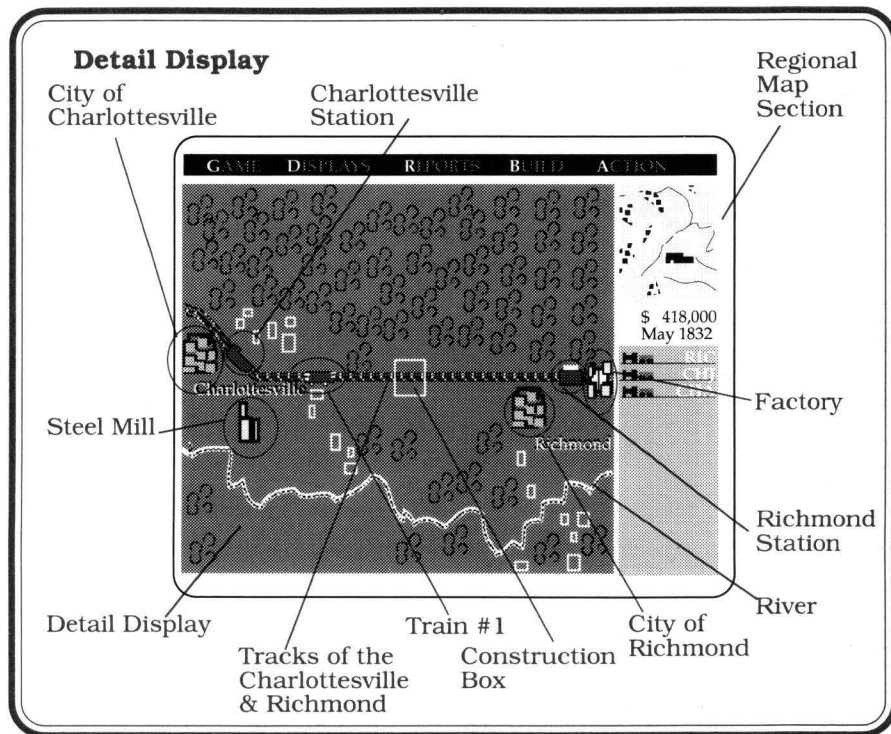 Detail Display
City of
Charlottesville
Charlottesville
Station
Regional
Map
Section
GAME DISPLAYS REPORTS BUILD ACTION
$ 418,000
May 1832
RIC
Charlottesville
Richmond
Factory
Steel Mill
Richmond
Station
River
Detail Display
Tracks of the
Charlottesville
& Richmond
Train #1
Construction
Box
City of
Richmond